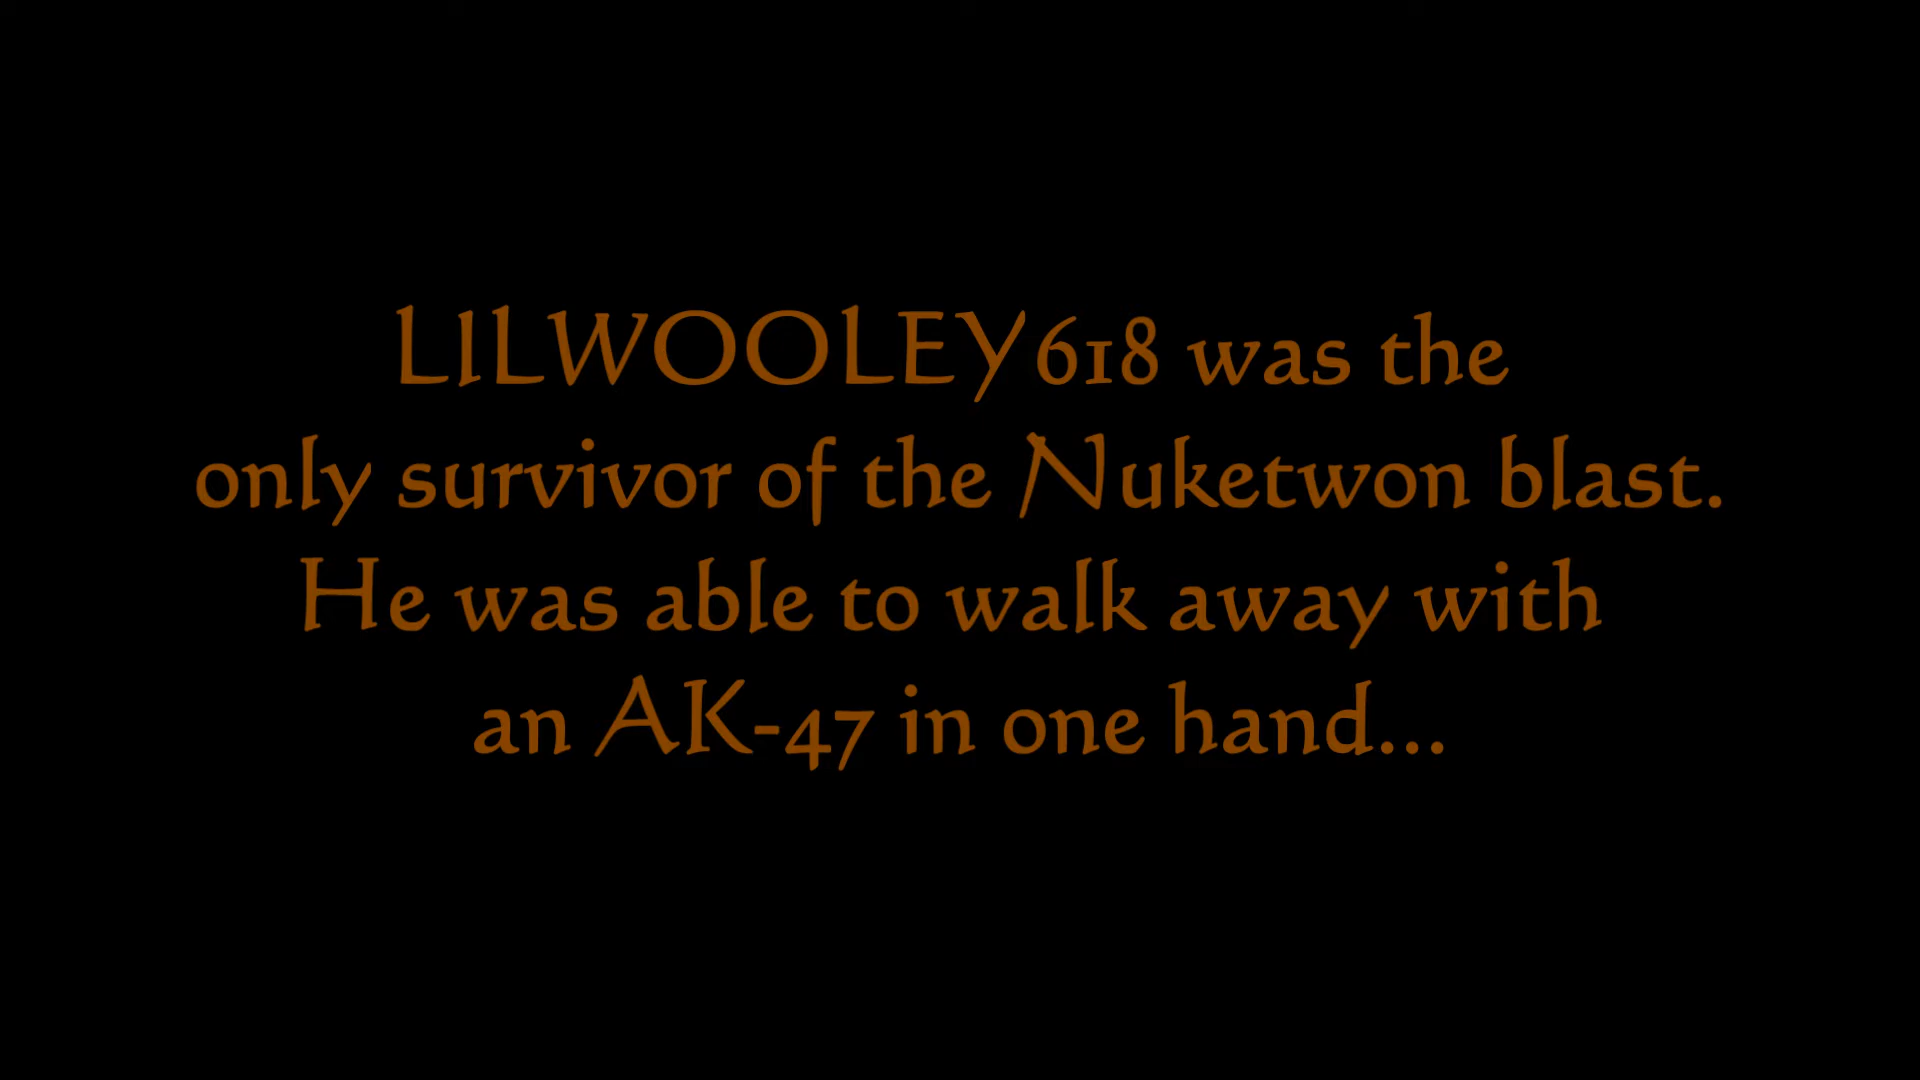 LILWOOLEY618 was the
only survivor of the Nuketwon blast.
He was able to walk away with
an AK-47 in one hand...